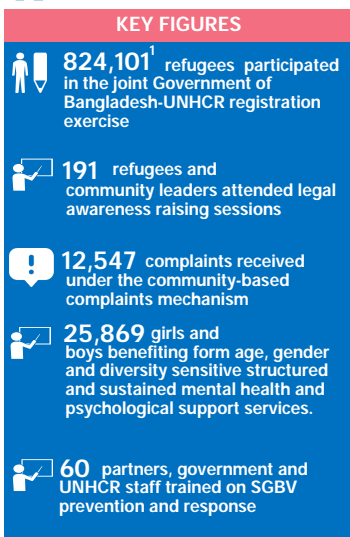 KEY FIGURES
824,101¹ refugees participated
in the joint Government of
Bangladesh-UNHCR registration
exercise
191 refugees and
community leaders attended legal
awareness raising sessions
12,547 complaints received
under the community-based
complaints mechanism
25,869 girls and
boys benefiting form age, gender
and diversity sensitive structured
and sustained mental health and
psychological support services.
60 partners, government and
UNHCR staff trained on SGBV
prevention and response